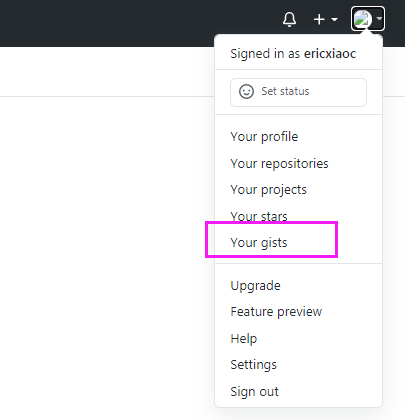 Signed in as ericxiaoc
Set status
Your profile
Your repositories
Your projects
Your stars
Your gists
Upgrade
Feature preview
Help
Settings
Sign out